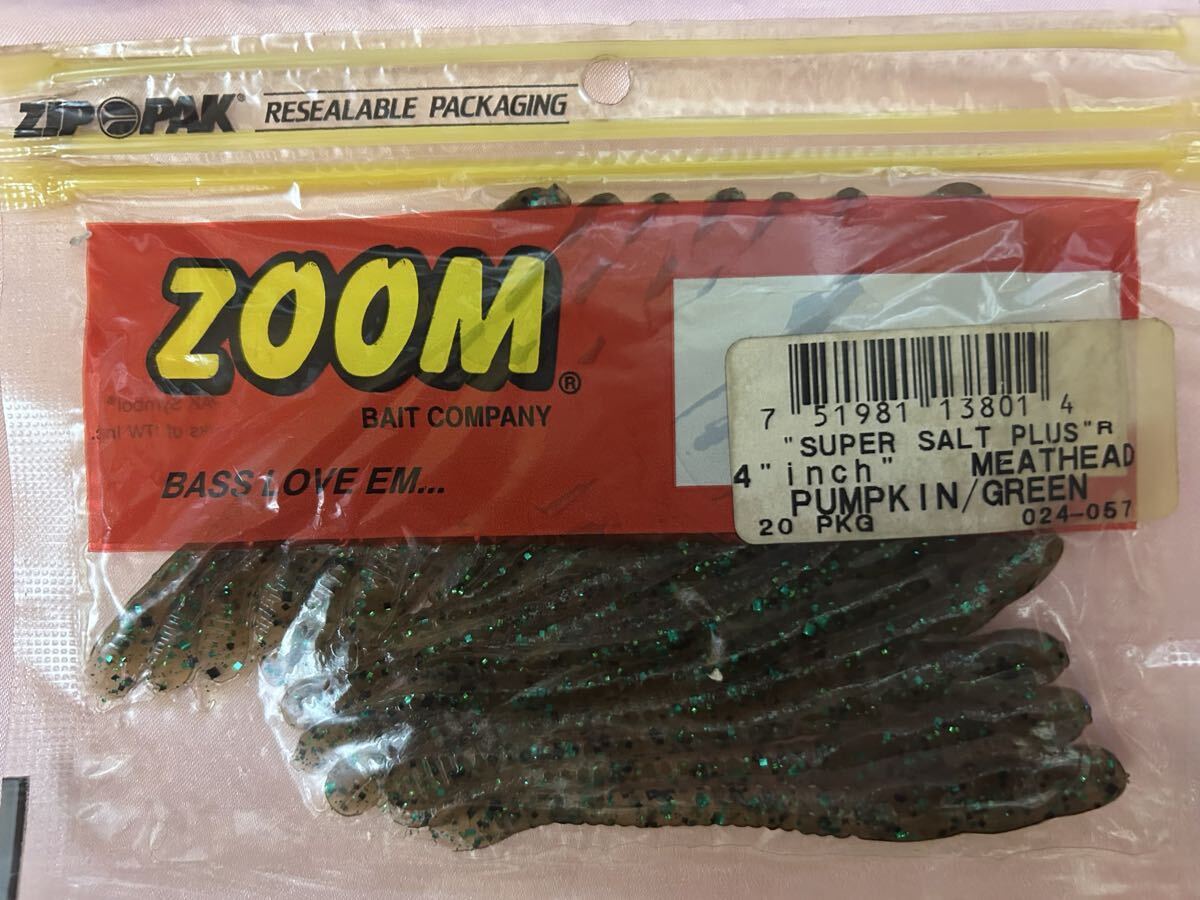 ZIP PAK® RESEALABLE PACKAGING
ZOOM®
BAIT COMPANY
BASS LOVE EM...
7 51981 13801 4
"SUPER SALT PLUS"R
4"inch" MEATHEAD
PUMPKIN/GREEN
20 PKG 024-057